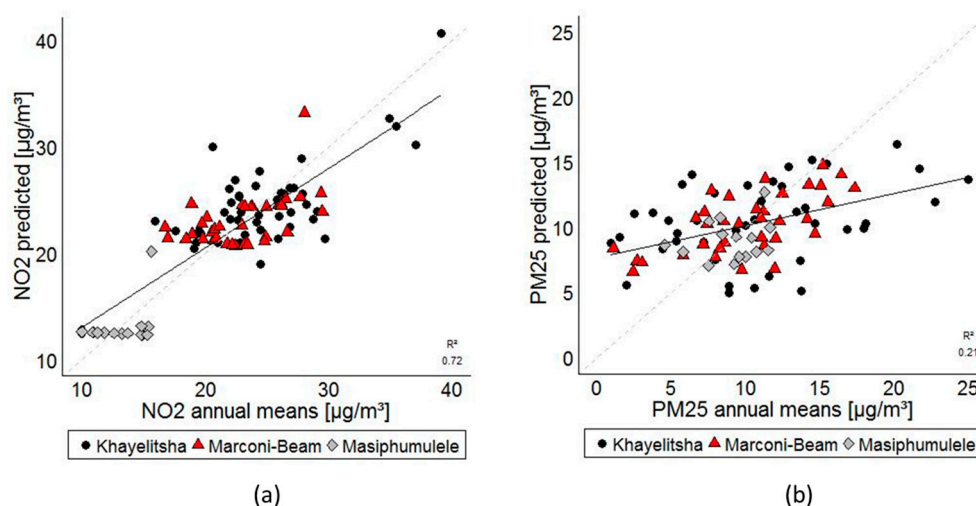 NO2 predicted [µg/m³]
40
30
20
10
R²
0.72
10 20 30 40
NO2 annual means [µg/m³]
Khayelitsha Marconi-Beam Masiphumulele
(a)
PM25 predicted [µg/m³]
25
20
15
10
5
0
R²
0.21
0 5 10 15 20 25
PM25 annual means [µg/m³]
Khayelitsha Marconi-Beam Masiphumulele
(b)